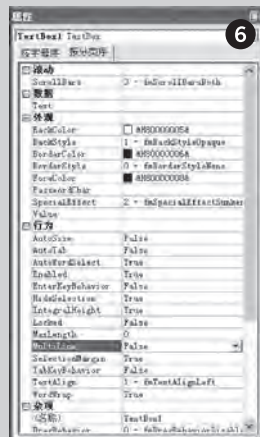 属性
6
TextBox1 TextBox
按字母序 按分类序
滚动
ScrollBars 3 - fmScrollBarsBoth
数据
Text
外观
BackColor &H80000005&
BackStyle 1 - fmBackStyleOpaque
BorderColor &H80000006&
BorderStyle 0 - fmBorderStyleNone
ForeColor &H80000008&
PasswordChar
SpecialEffect 2 - fmSpecialEffectSunken
Value
行为
AutoSize False
AutoTab False
AutoWordSelect True
Enabled True
EnterKeyBehavior False
HideSelection True
IntegralHeight True
Locked False
MaxLength 0
MultiLine False
SelectionMargin True
TabKeyBehavior False
TextAlign 1 - fmTextAlignLeft
WordWrap True
杂项
(名称) TextBox1
DragBehavior 0 - fmDragBehaviorDisabl